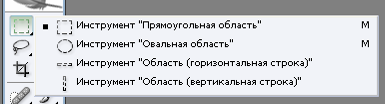 Инструмент "Прямоугольная область" M
Инструмент "Овальная область" M
Инструмент "Область (горизонтальная строка)"
Инструмент "Область (вертикальная строка)"